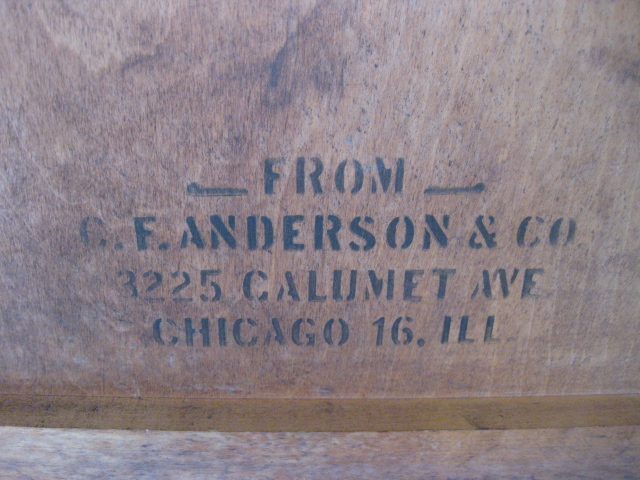 FROM
C. F. ANDERSON & CO
3225 CALUMET AVE
CHICAGO 16, ILL.